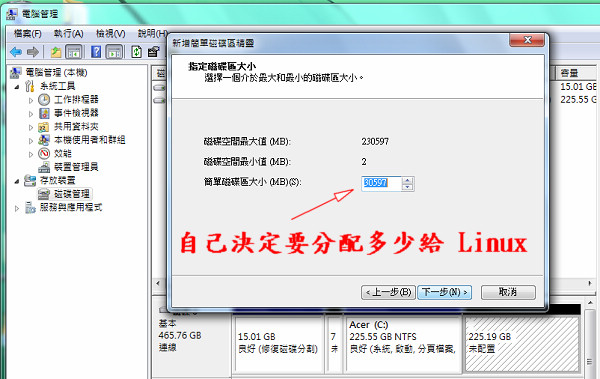 電腦管理
檔案(F) 執行(A) 檢視(V) 說明(H)
電腦管理 (本機)
系統工具
工作排程器
事件檢視器
共用資料夾
本機使用者和群組
效能
裝置管理員
存放裝置
磁碟管理
服務與應用程式
新增簡單磁碟區精靈
指定磁碟區大小
選擇一個介於最大和最小的磁碟區大小。
磁碟空間最大值 (MB): 230597
磁碟空間最小值 (MB): 2
簡單磁碟區大小 (MB)(S): 30597
自己決定要分配多少給 Linux
< 上一步(B) 下一步(N) > 取消
容量
15.01 G
225.55 G
基本
465.76 GB
連線
15.01 GB
良好 (修復磁碟分割)
7
未
Acer (C:)
225.55 GB NTFS
良好 (系統, 啟動, 分頁檔案,
225.19 GB
未配置